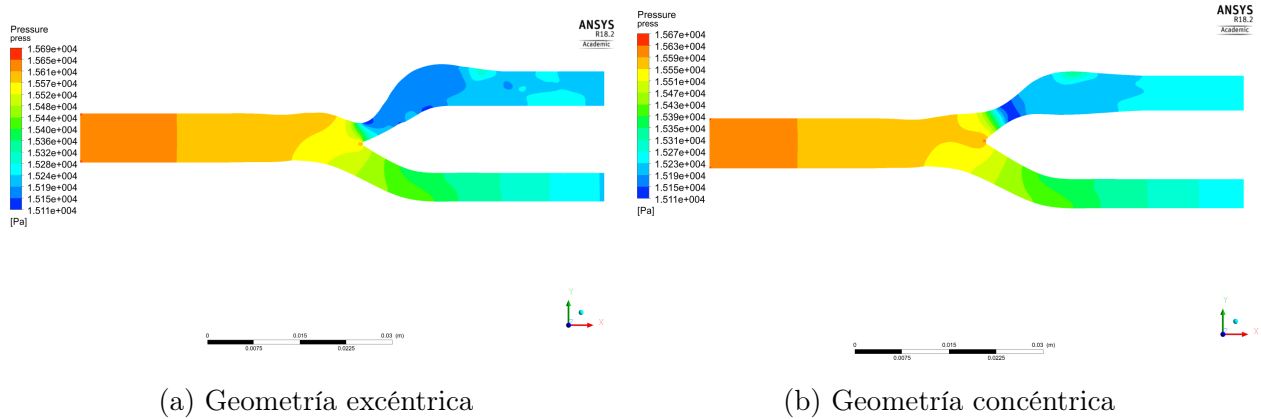 Pressure
press
1.569e+004
1.565e+004
1.561e+004
1.557e+004
1.552e+004
1.548e+004
1.544e+004
1.540e+004
1.536e+004
1.532e+004
1.528e+004
1.524e+004
1.519e+004
1.515e+004
1.511e+004
[Pa]
ANSYS
R18.2
Academic
0 0.015 0.03 (m)
0.0075 0.0225
Y
X
(a) Geometría excéntrica
Pressure
press
1.567e+004
1.563e+004
1.559e+004
1.555e+004
1.551e+004
1.547e+004
1.543e+004
1.539e+004
1.535e+004
1.531e+004
1.527e+004
1.523e+004
1.519e+004
1.515e+004
1.511e+004
[Pa]
ANSYS
R18.2
Academic
0 0.015 0.03 (m)
0.0075 0.0225
Y
X
(b) Geometría concéntrica